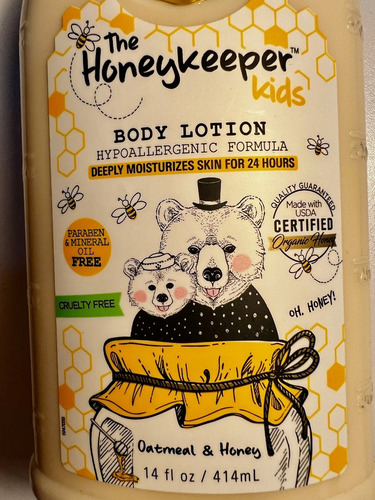 The
Honeykeeper™
kids
BODY LOTION
HYPOALLERGENIC FORMULA
DEEPLY MOISTURIZES SKIN FOR 24 HOURS
QUALITY GUARANTEED
Made with
USDA
CERTIFIED
Organic Honey
PARABEN
& MINERAL
OIL
FREE
CRUELTY FREE
OH, HONEY!
Oatmeal & Honey
14 fl oz / 414mL